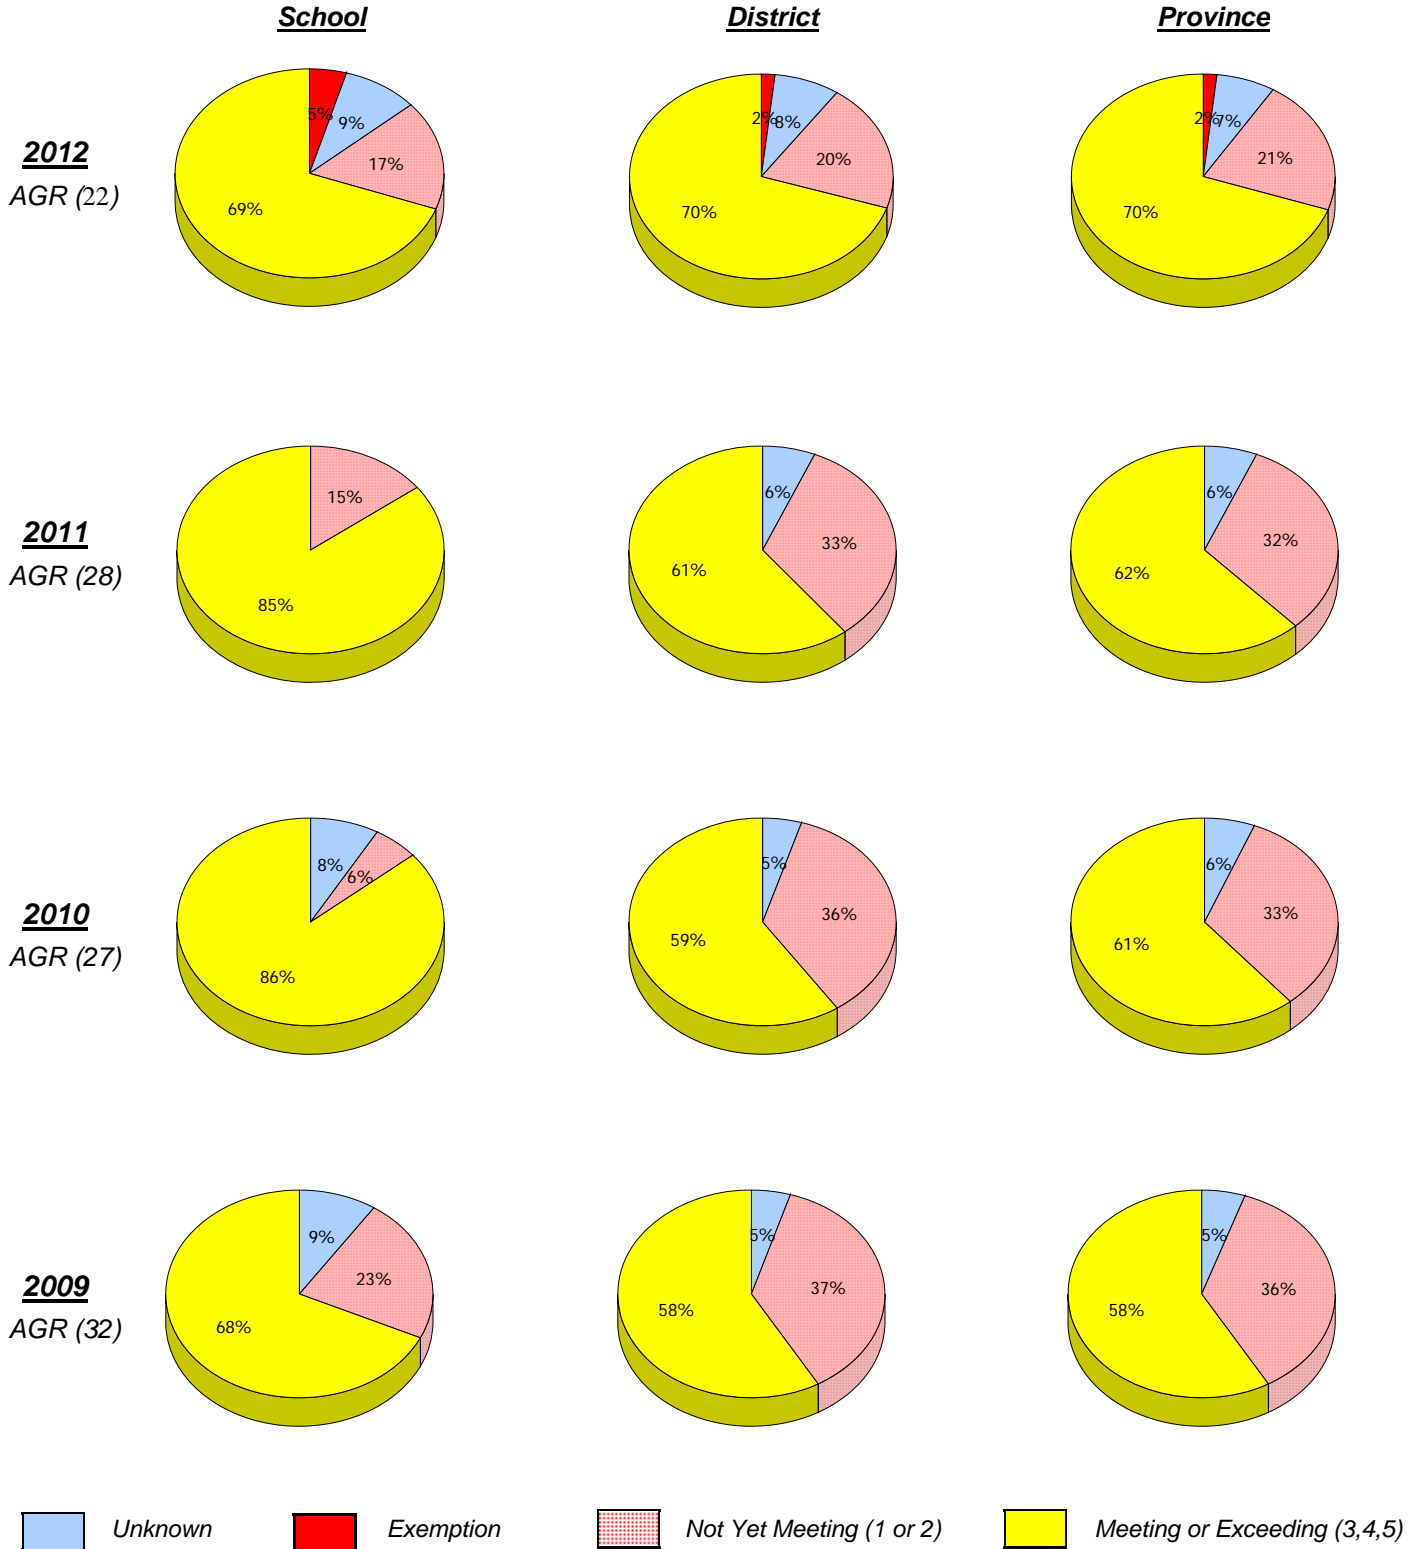 School District Province
2012
AGR (22)
5% 9% 17% 69%
2% 8% 20% 70%
2% 7% 21% 70%
2011
AGR (28)
15% 85%
6% 33% 61%
6% 32% 62%
2010
AGR (27)
8% 6% 86%
5% 36% 59%
6% 33% 61%
2009
AGR (32)
9% 23% 68%
5% 37% 58%
5% 36% 58%
Unknown Exemption Not Yet Meeting (1 or 2) Meeting or Exceeding (3,4,5)